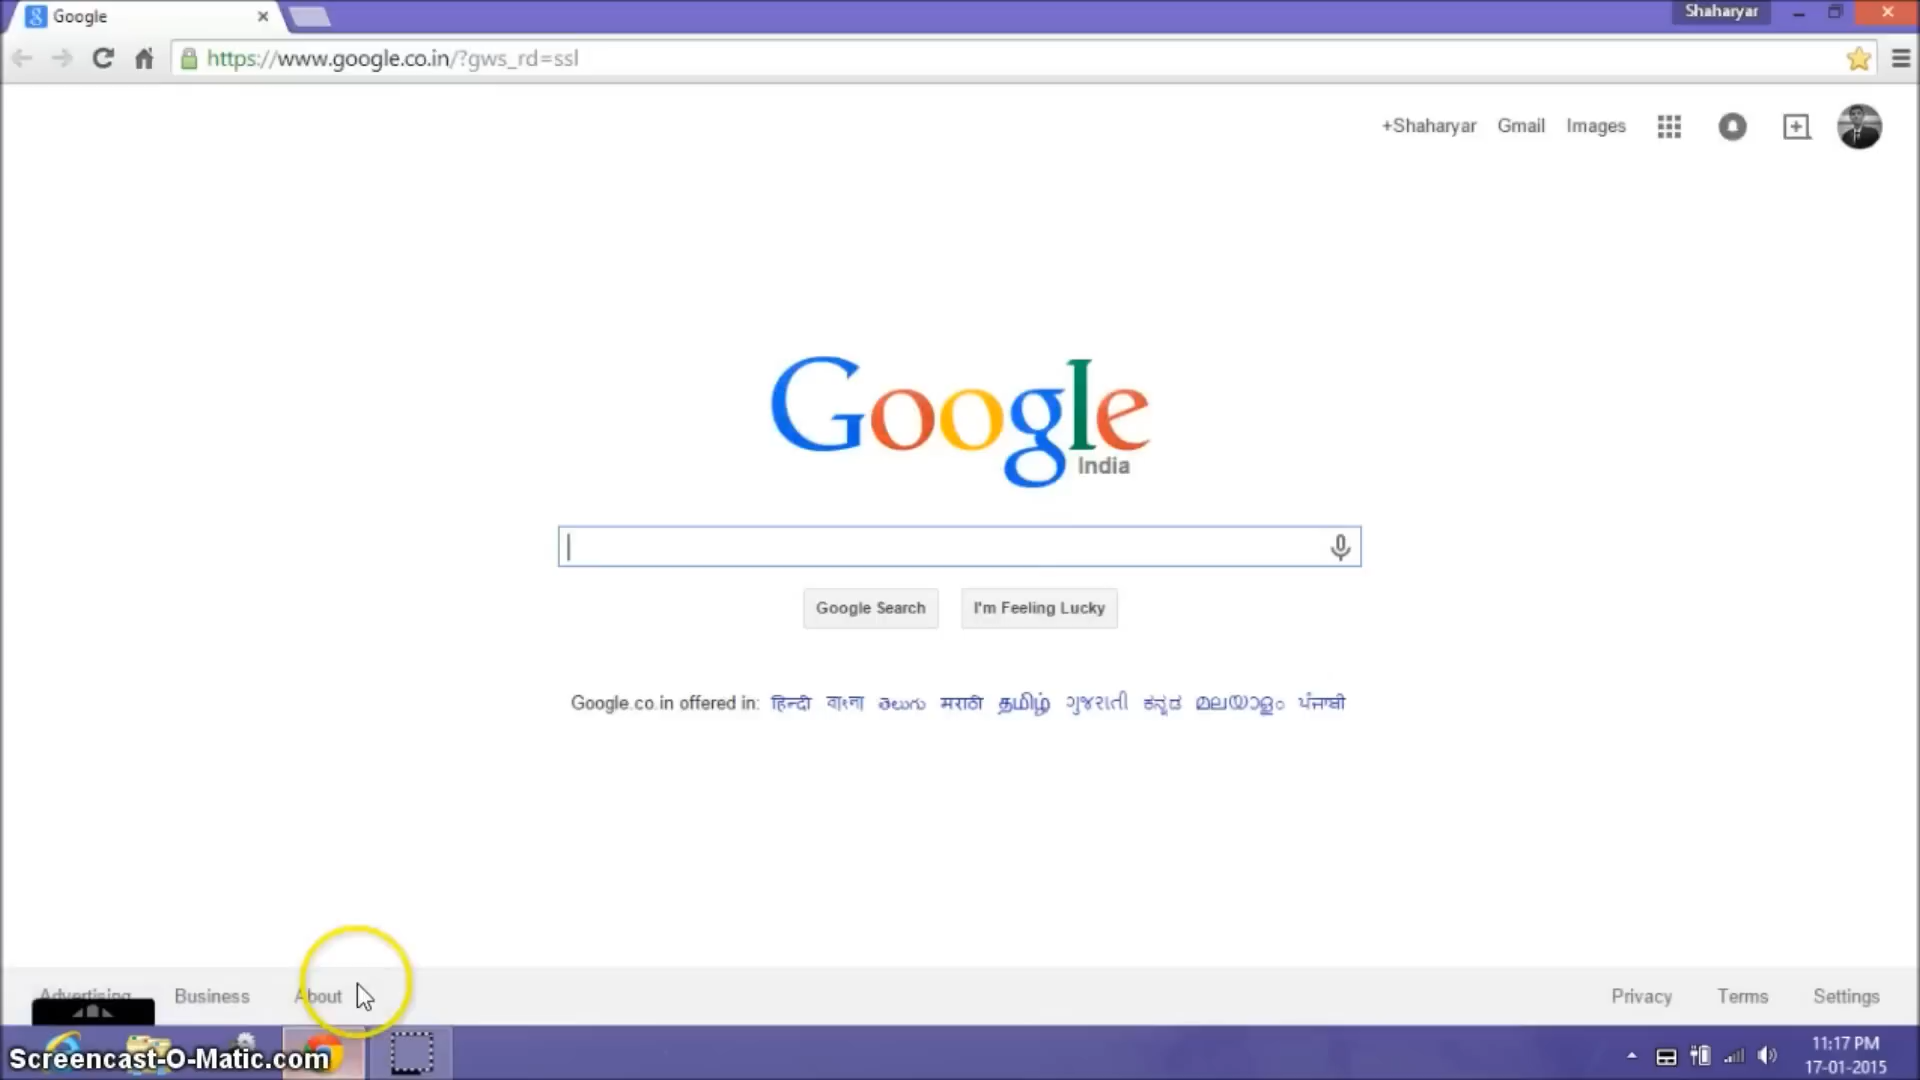 Google
Shaharyar
https://www.google.co.in/?gws_rd=ssl
+Shaharyar Gmail Images
Google
India
Google Search I'm Feeling Lucky
Google.co.in offered in: हिन्दी বাংলা తెలుగు मराठी தமிழ் ગુજરાતી ಕನ್ನಡ മലയാളം ਪੰਜਾਬੀ
Advertising Business About Privacy Terms Settings
Screencast-O-Matic.com
11:17 PM
17-01-2015